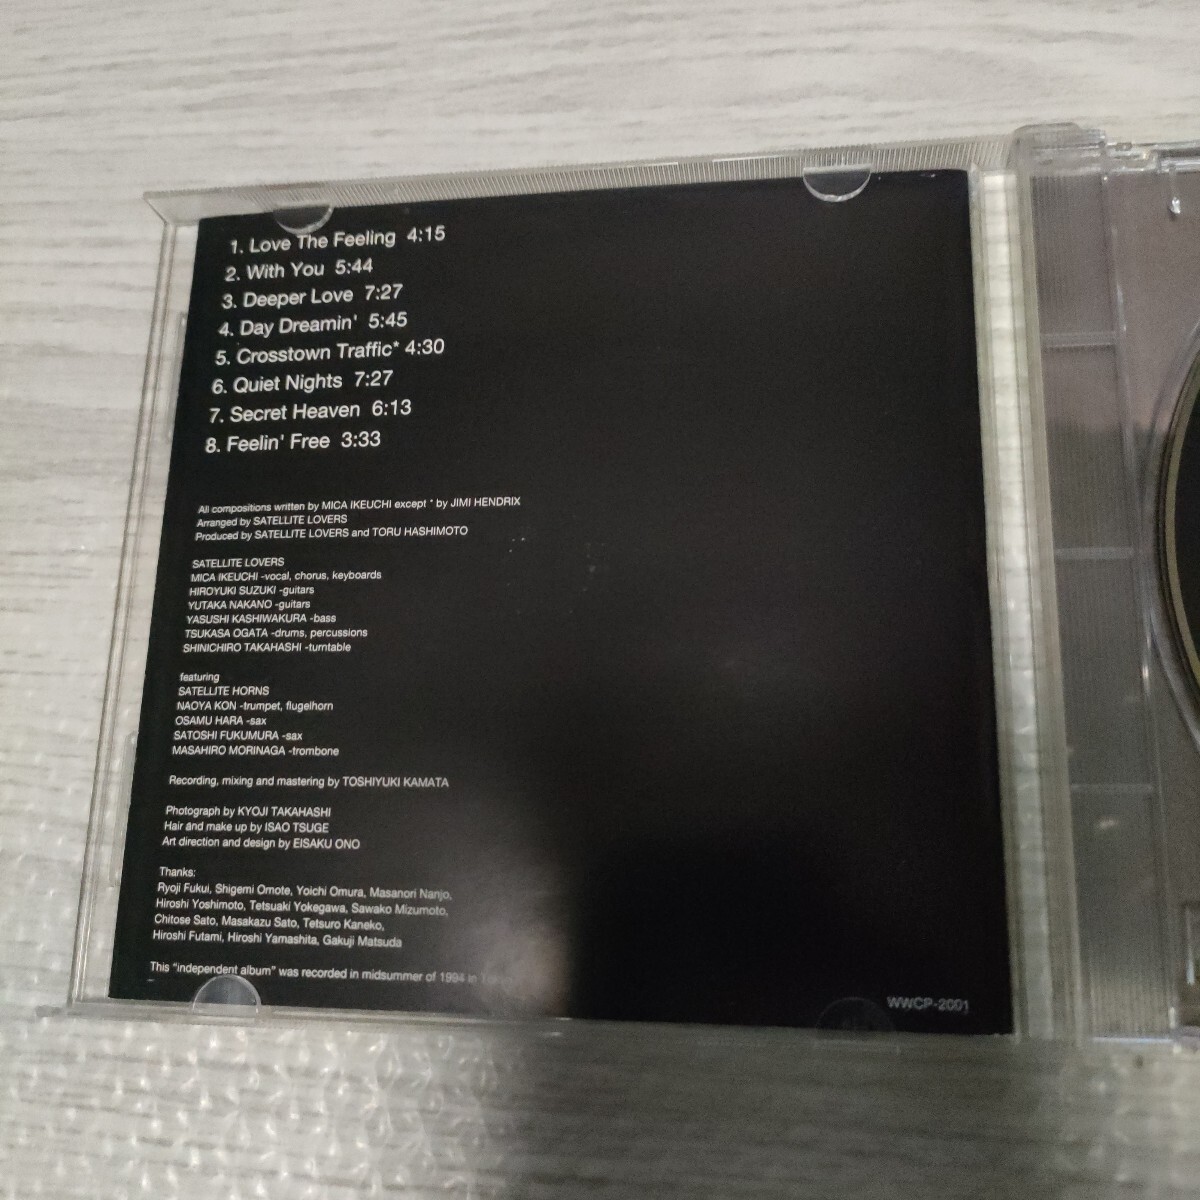 1. Love The Feeling 4:15
2. With You 5:44
3. Deeper Love 7:27
4. Day Dreamin' 5:45
5. Crosstown Traffic* 4:30
6. Quiet Nights 7:27
7. Secret Heaven 6:13
8. Feelin' Free 3:33
All compositions written by MICA IKEUCHI except * by JIMI HENDRIX
Arranged by SATELLITE LOVERS
Produced by SATELLITE LOVERS and TORU HASHIMOTO
SATELLITE LOVERS
MICA IKEUCHI -vocal, chorus, keyboards
HIROYUKI SUZUKI -guitars
YUTAKA NAKANO -guitars
YASUSHI KASHIWAKURA -bass
TSUKASA OGATA -drums, percussions
SHINICHIRO TAKAHASHI -turntable
featuring
SATELLITE HORNS
NAOYA KON -trumpet, flugelhorn
OSAMU HARA -sax
SATOSHI FUKUMURA -sax
MASAHIRO MORINAGA -trombone
Recording, mixing and mastering by TOSHIYUKI KAMATA
Photograph by KYOJI TAKAHASHI
Hair and make up by ISAO TSUGE
Art direction and design by EISAKU ONO
Thanks:
Ryoji Fukui, Shigemi Omote, Yoichi Omura, Masanori Nanjo,
Hiroshi Yoshimoto, Tetsuaki Yokegawa, Sawako Mizumoto,
Chitose Sato, Masakazu Sato, Tetsuro Kaneko,
Hiroshi Futami, Hiroshi Yamashita, Gakuji Matsuda
This "independent album" was recorded in midsummer of 1994 in
WWCP-2001